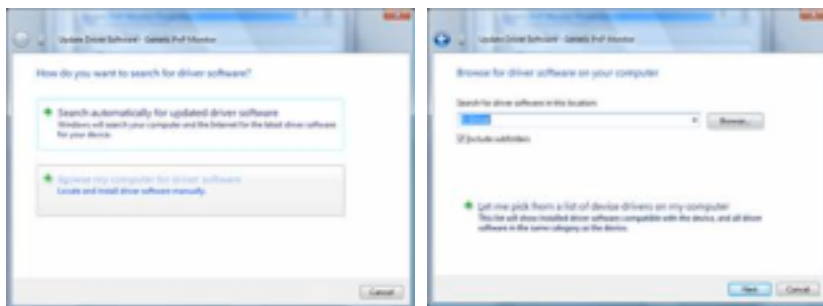 Update Driver Software - Generic PnP Monitor
How do you want to search for driver software?
Search automatically for updated driver software
Windows will search your computer and the Internet for the latest driver software
for your device.
Browse my computer for driver software
Locate and install driver software manually.
Cancel
Update Driver Software - Generic PnP Monitor
Browse for driver software on your computer
Search for driver software in this location:
Browse...
Include subfolders
Let me pick from a list of device drivers on my computer
This list will show installed driver software compatible with the device, and all driver
software in the same category as the device.
Next
Cancel